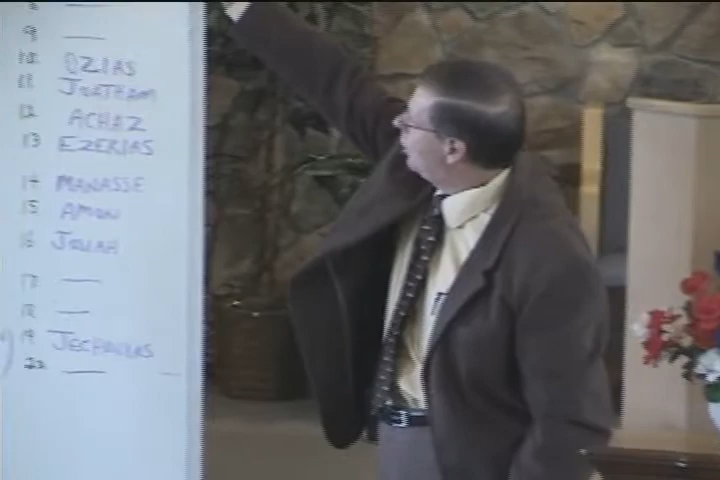 9 —
10 OZIAS
11 JOATHAM
12 ACHAZ
13 EZEKIAS
14 MANASSE
15 AMON
16 JOSIAH
17 —
18 —
19 JECHONIAS
20 —